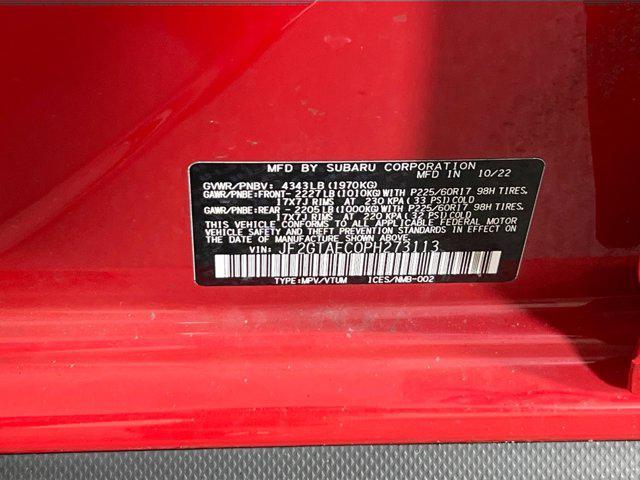 MFD BY SUBARU CORPORATION 10/22
MADE IN
GVWR/PNBV: 4343LB (1970KG)
GAWR/PNBE:FRONT-2227LB(1010KG)WITH P225/60R17 98H TIRES.
17X7J RIMS AT 230 KPA (33 PSI) COLD
GAWR/PNBE:REAR -2205LB(1000KG)WITH P225/60R17 98H TIRES.
17X7J RIMS AT 220 KPA (32 PSI) COLD
THIS VEHICLE CONFORMS TO ALL APPLICABLE FEDERAL MOTOR
VEHICLE SAFETY AND THEFT PREVENTION STANDARDS IN EFFECT ON
THE DATE OF MANUFACTURE SHOWN ABOVE.
VIN: JF2GTAEC0PH273113
TYPE:MPV/VTUM ICES/NMB-002